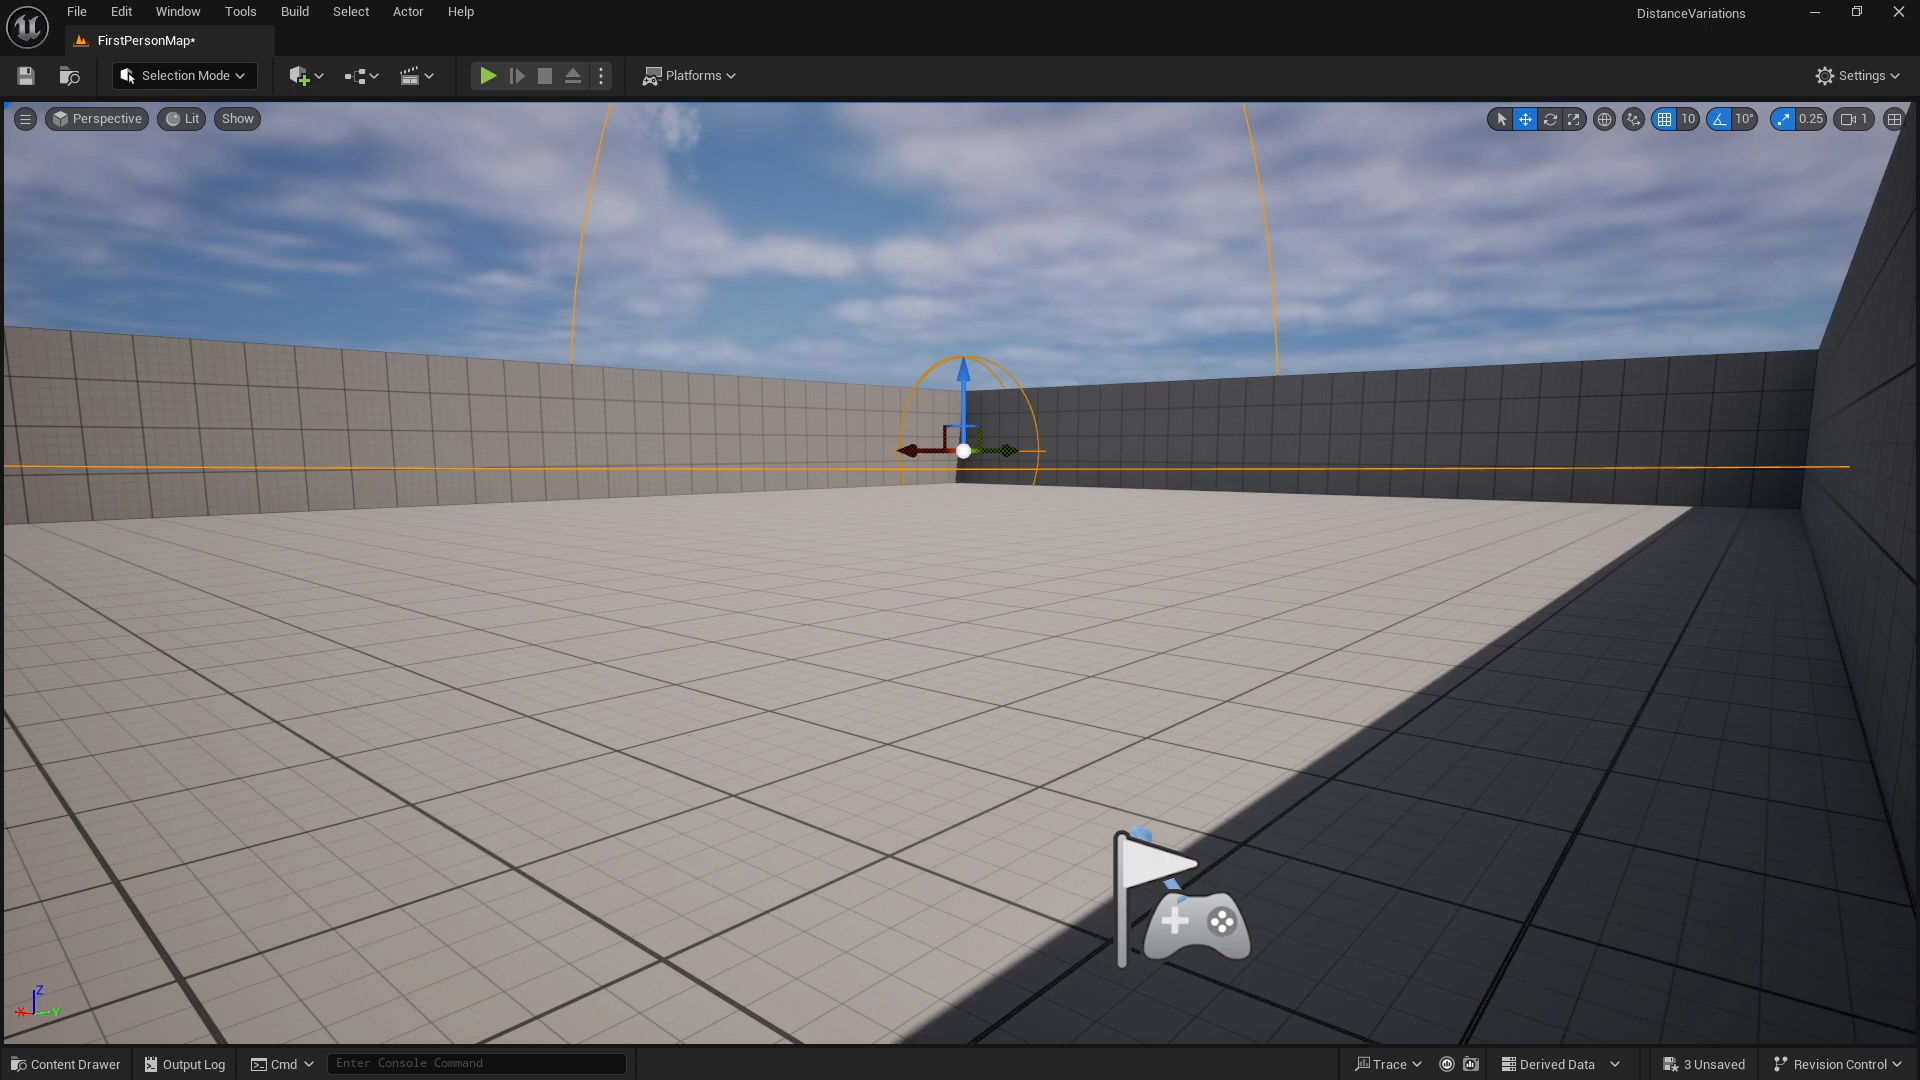 File Edit Window Tools Build Select Actor Help
DistanceVariations
FirstPersonMap*
Selection Mode
Platforms
Settings
Perspective Lit Show
10 10° 0.25 1
Z
X Y
Content Drawer Output Log Cmd Enter Console Command Trace Derived Data 3 Unsaved Revision Control